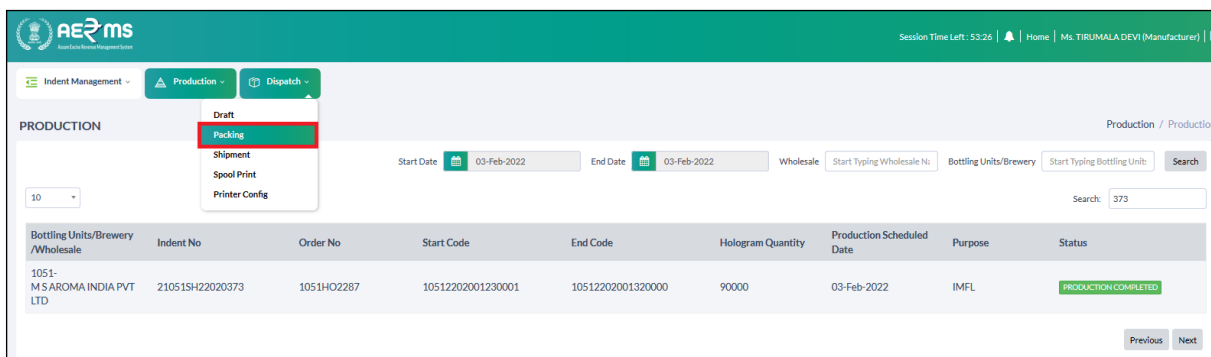 AERMS
Assam Excise Revenue Management System
Session Time Left : 53:26 | Home | Ms. TIRUMALA DEVI (Manufacturer) |
Indent Management Production Dispatch
Draft
PRODUCTION
Production / Productio
Packing
Shipment
Start Date 03-Feb-2022 End Date 03-Feb-2022 Wholesale Start Typing Wholesale Na Bottling Units/Brewery Start Typing Bottling Unit: Search
Spool Print
Printer Config
10
Search: 373
Bottling Units/Brewery
/Wholesale
Indent No Order No Start Code End Code Hologram Quantity
Production Scheduled
Date
Purpose Status
1051-
M S AROMA INDIA PVT
LTD
21051SH22020373 1051HO2287 10512202001230001 10512202001320000 90000 03-Feb-2022 IMFL PRODUCTION COMPLETED
Previous Next